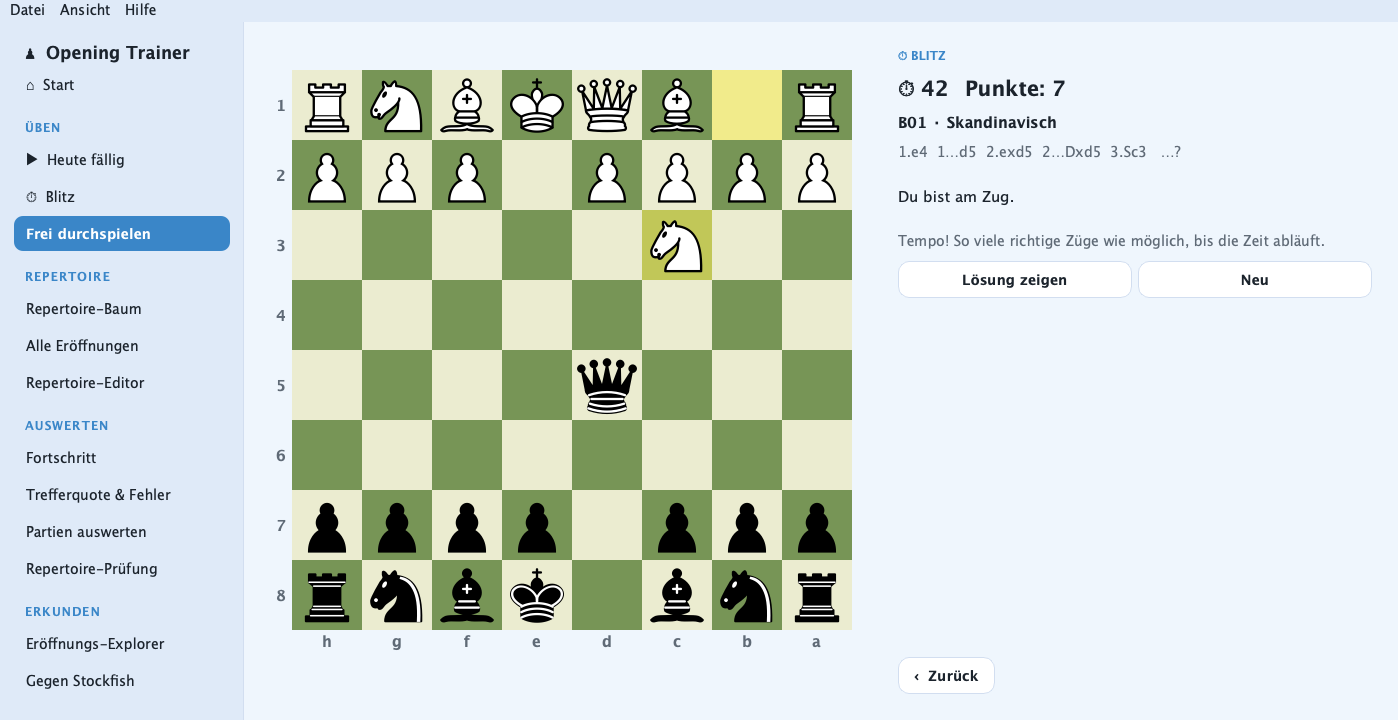 Datei Ansicht Hilfe
♟ Opening Trainer
⌂ Start
ÜBEN
▶ Heute fällig
⏱ Blitz
Frei durchspielen
REPERTOIRE
Repertoire-Baum
Alle Eröffnungen
Repertoire-Editor
AUSWERTEN
Fortschritt
Trefferquote & Fehler
Partien auswerten
Repertoire-Prüfung
ERKUNDEN
Eröffnungs-Explorer
Gegen Stockfish
1
2
3
4
5
6
7
8
h g f e d c b a
⏱ BLITZ
⏱ 42 Punkte: 7
B01 · Skandinavisch
1.e4 1…d5 2.exd5 2…Dxd5 3.Sc3 …?
Du bist am Zug.
Tempo! So viele richtige Züge wie möglich, bis die Zeit abläuft.
Lösung zeigen Neu
‹ Zurück